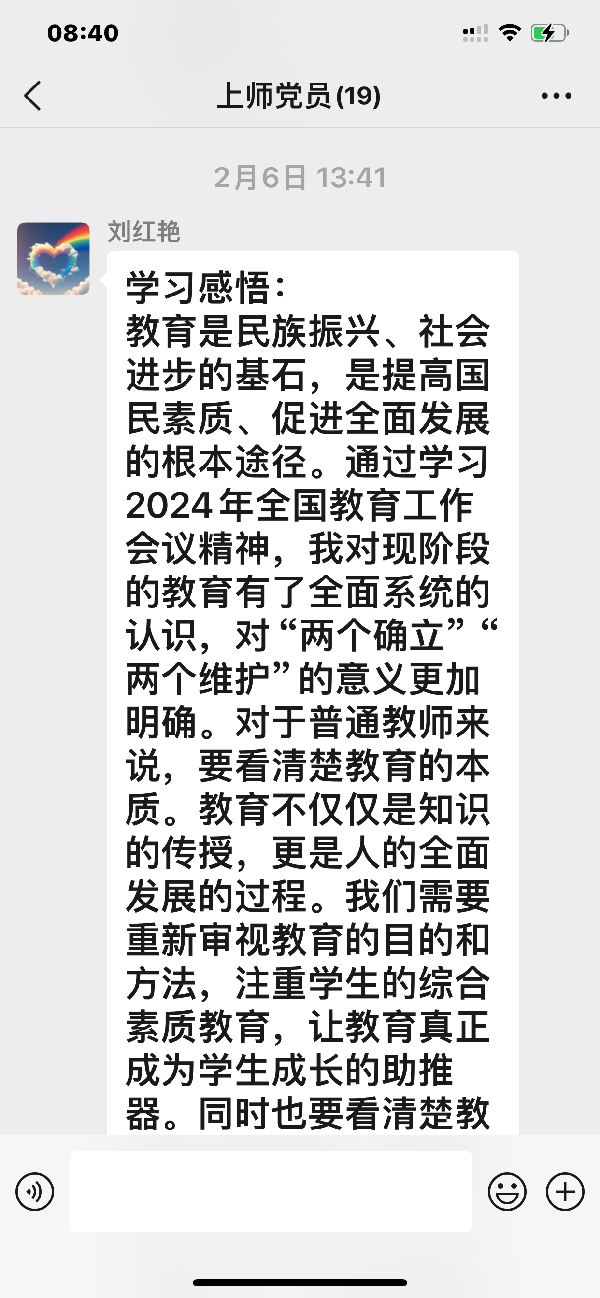 08:40
上师党员(19)
2月6日 13:41
刘红艳
学习感悟：
教育是民族振兴、社会
进步的基石，是提高国
民素质、促进全面发展
的根本途径。通过学习
2024年全国教育工作
会议精神，我对现阶段
的教育有了全面系统的
认识，对“两个确立”“
两个维护”的意义更加
明确。对于普通教师来
说，要看清楚教育的本
质。教育不仅仅是知识
的传授，更是人的全面
发展的过程。我们需要
重新审视教育的目的和
方法，注重学生的综合
素质教育，让教育真正
成为学生成长的助推
器。同时也要看清楚教